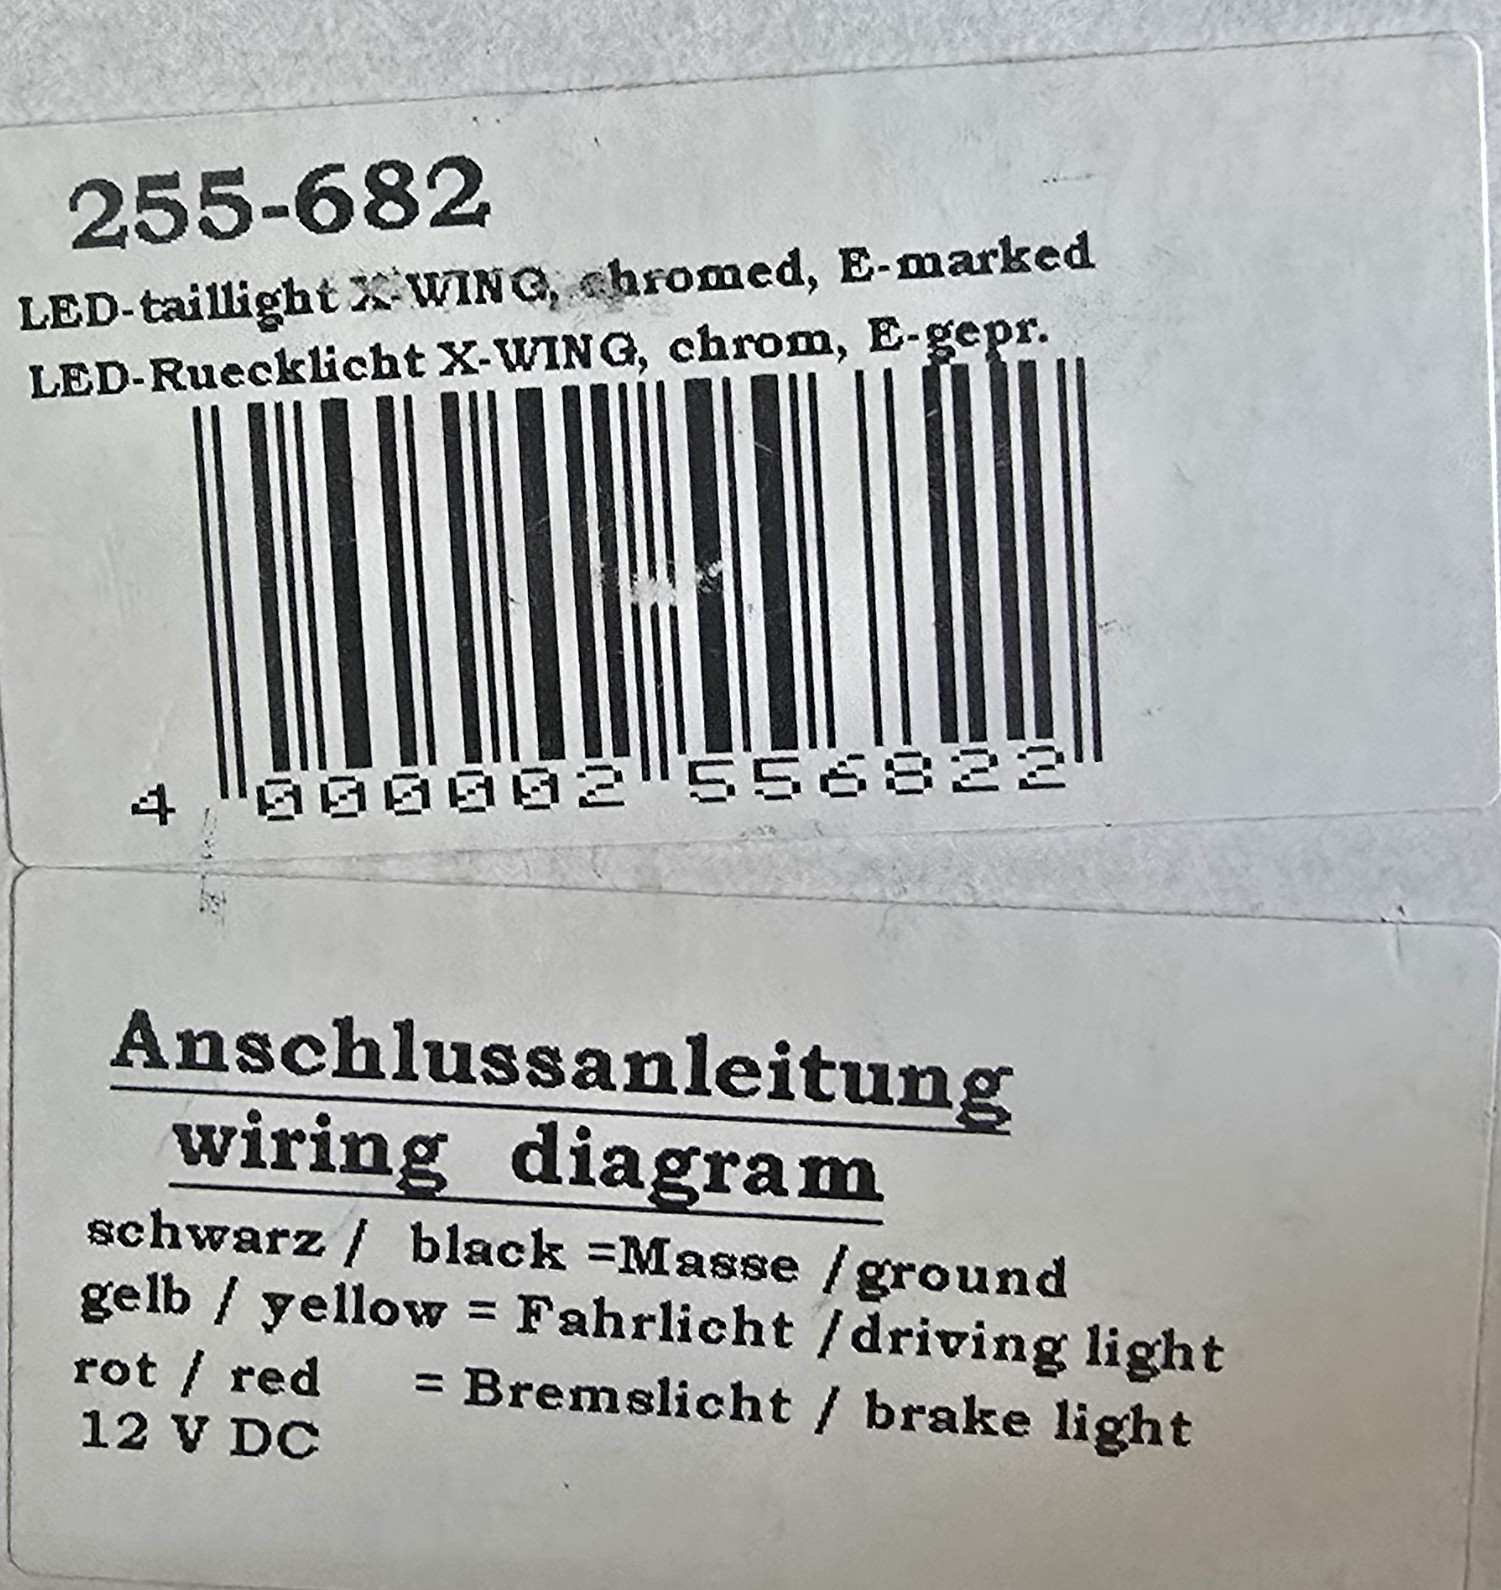 255-682
LED-taillight X-WING, chromed, E-marked
LED-Ruecklicht X-WING, chrom, E-gepr.
4 000002 556822
Anschlussanleitung
wiring diagram
schwarz / black =Masse /ground
gelb / yellow = Fahrlicht /driving light
rot / red = Bremslicht / brake light
12 V DC